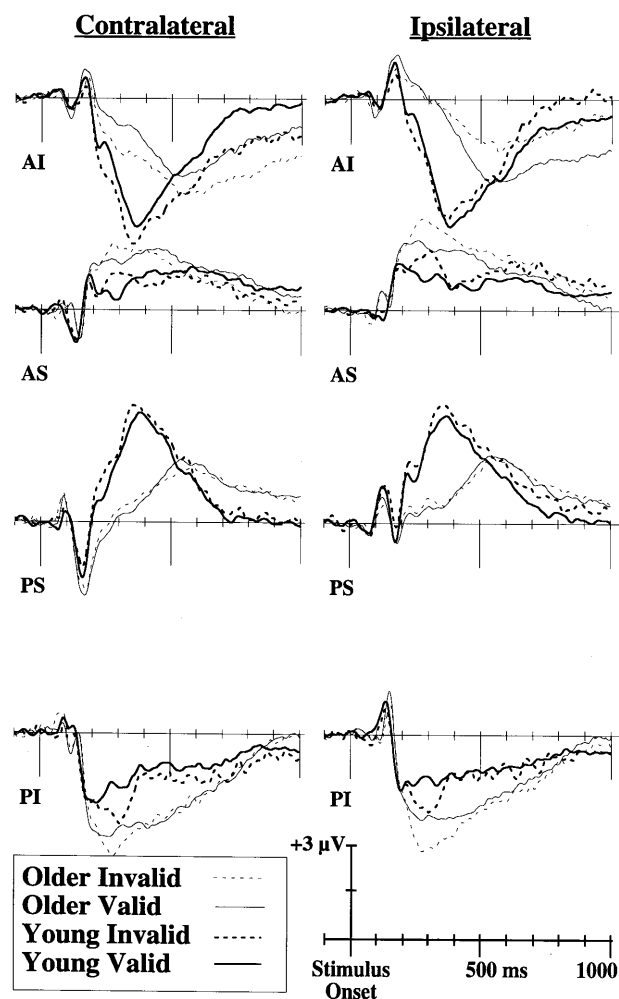 Contralateral Ipsilateral
AI AI
AS AS
PS PS
PI PI
+3 µV
Older Invalid
Older Valid
Young Invalid
Young Valid
Stimulus Onset 500 ms 1000